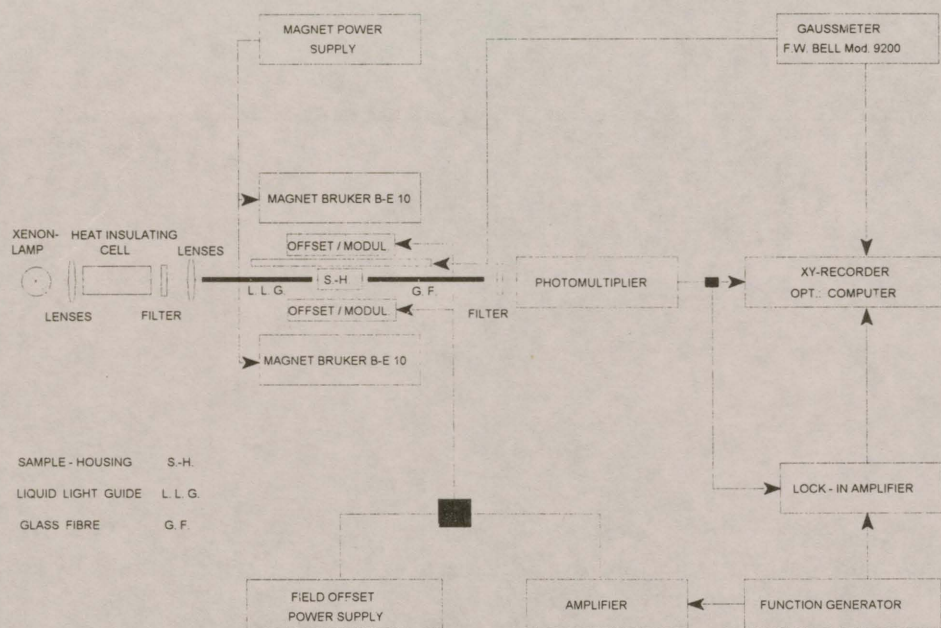 MAGNET POWER
SUPPLY
GAUSSMETER
F.W. BELL Mod. 9200
MAGNET BRUKER B-E 10
XENON-
LAMP
HEAT INSULATING
CELL
LENSES
OFFSET / MODUL.
S.-H
L. L. G.
G. F.
PHOTOMULTIPLIER
XY-RECORDER
OPT.: COMPUTER
LENSES
FILTER
OFFSET / MODUL.
FILTER
MAGNET BRUKER B-E 10
SAMPLE - HOUSING S.-H.
LIQUID LIGHT GUIDE L. L. G.
GLASS FIBRE G. F.
LOCK - IN AMPLIFIER
FIELD OFFSET
POWER SUPPLY
AMPLIFIER
FUNCTION GENERATOR